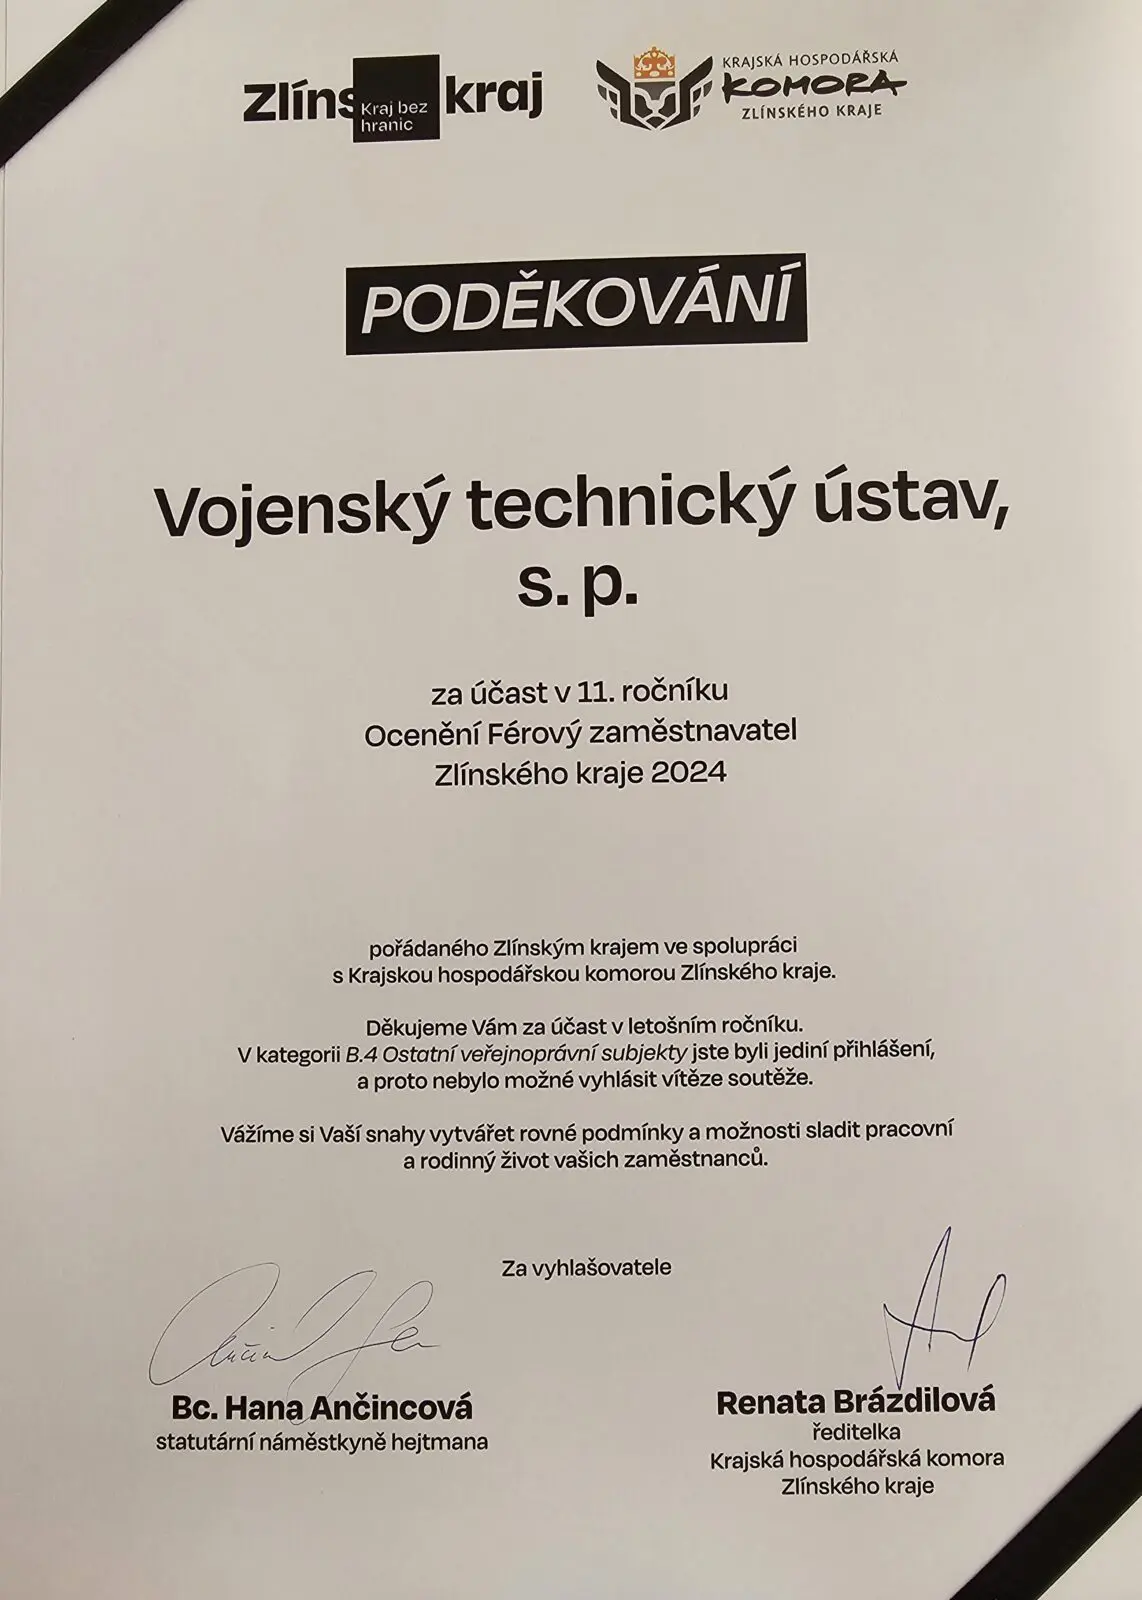 Zlíns kraj
Kraj bez
hranic
KRAJSKÁ HOSPODÁŘSKÁ
KOMORA
ZLÍNSKÉHO KRAJE
PODĚKOVÁNÍ
Vojenský technický ústav,
s. p.
za účast v 11. ročníku
Ocenění Férový zaměstnavatel
Zlínského kraje 2024
pořádaného Zlínským krajem ve spolupráci
s Krajskou hospodářskou komorou Zlínského kraje.
Děkujeme Vám za účast v letošním ročníku.
V kategorii B.4 Ostatní veřejnoprávní subjekty jste byli jediní přihlášení,
a proto nebylo možné vyhlásit vítěze soutěže.
Vážíme si Vaší snahy vytvářet rovné podmínky a možnosti sladit pracovní
a rodinný život vašich zaměstnanců.
Za vyhlašovatele
Bc. Hana Ančincová
statutární náměstkyně hejtmana
Renata Brázdilová
ředitelka
Krajská hospodářská komora
Zlínského kraje